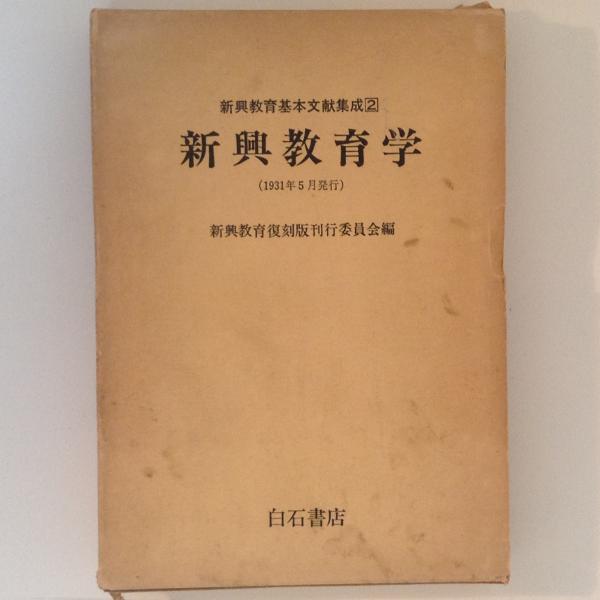 新興教育基本文献集成2
新興教育学
(1931年5月発行)
新興教育復刻版刊行委員会編
白石書店